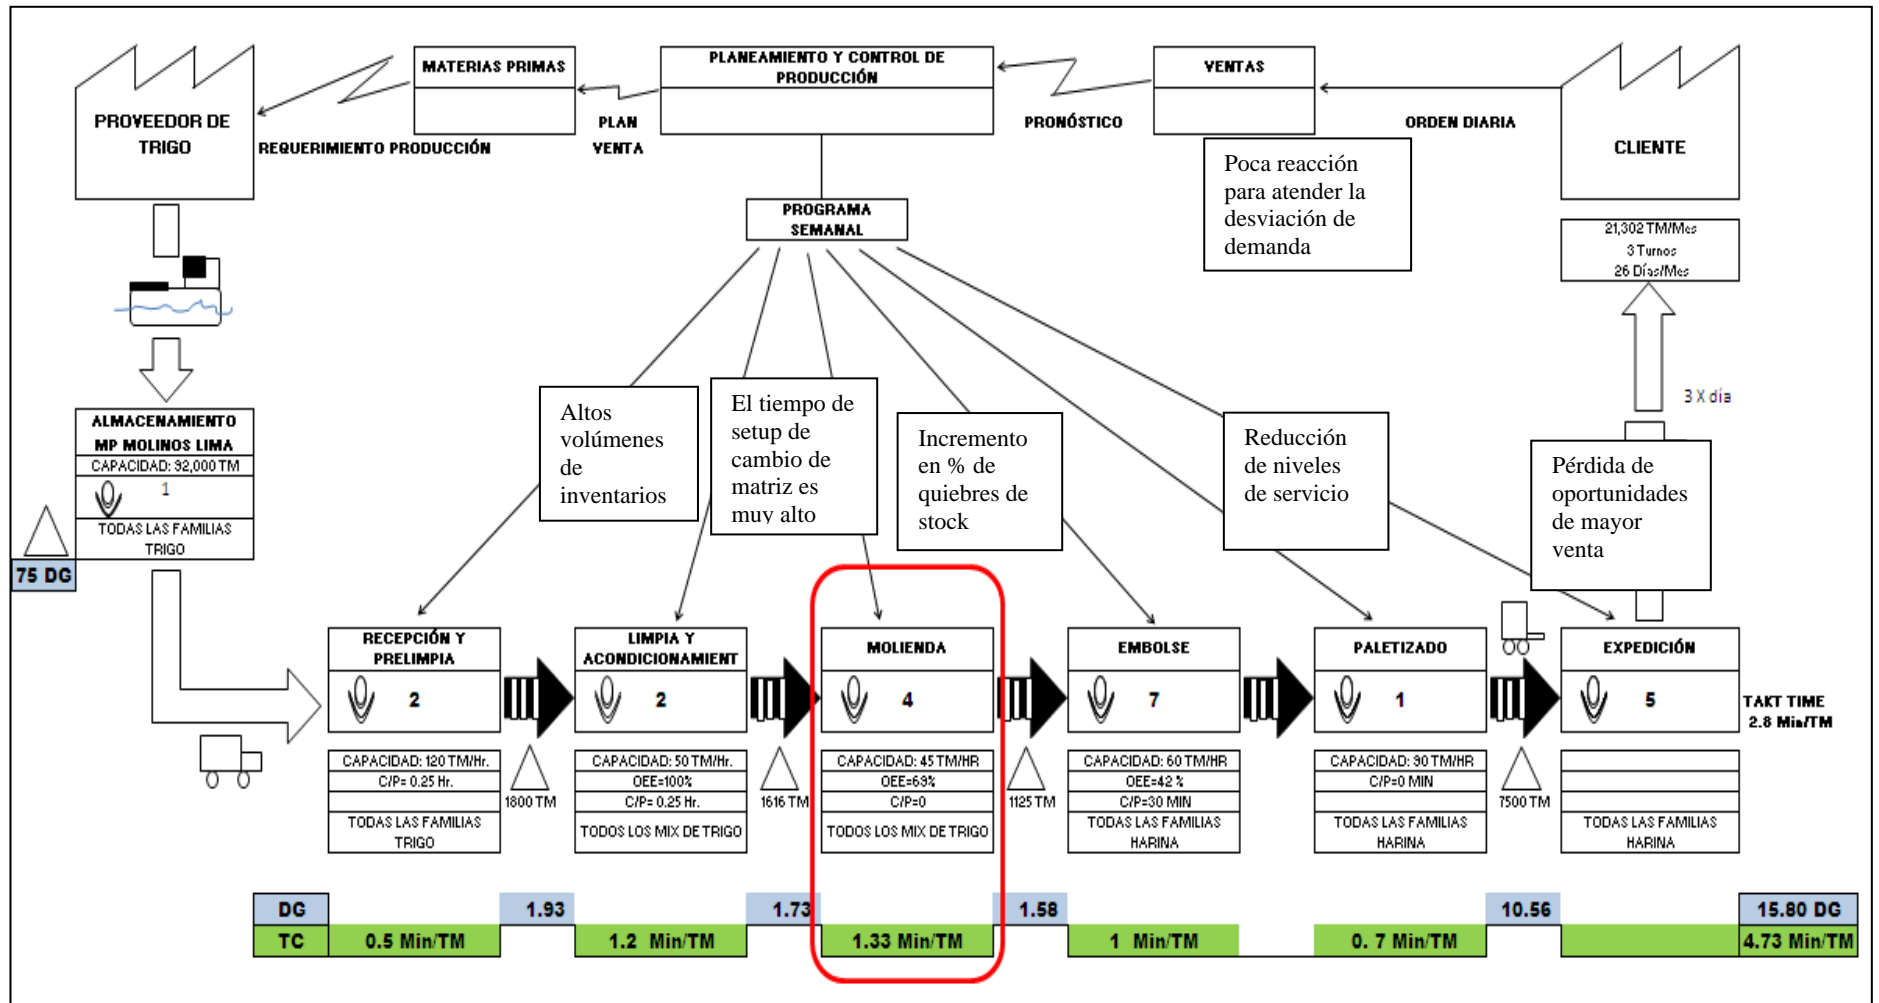 PROVEEDOR DE
TRIGO
REQUERIMIENTO PRODUCCIÓN
MATERIAS PRIMAS
PLAN
VENTA
PLANEAMIENTO Y CONTROL DE
PRODUCCIÓN
PRONÓSTICO
VENTAS
ORDEN DIARIA
CLIENTE
Poca reacción
para atender la
desviación de
demanda
PROGRAMA
SEMANAL
21,302 TM/Mes
3 Turnos
26 Días/Mes
3 X día
ALMACENAMIENTO
MP MOLINOS LIMA
CAPACIDAD: 92,000 TM
1
TODAS LAS FAMILIAS
TRIGO
75 DG
Altos
volúmenes
de
inventarios
El tiempo de
setup de
cambio de
matriz es
muy alto
Incremento
en % de
quiebres de
stock
Reducción
de niveles
de servicio
Pérdida de
oportunidades
de mayor
venta
RECEPCIÓN Y
PRELIMPIA
2
CAPACIDAD: 120 TM/Hr.
C/P= 0.25 Hr.
TODAS LAS FAMILIAS
TRIGO
1800 TM
LIMPIA Y
ACONDICIONAMIENT
2
CAPACIDAD: 50 TM/Hr.
OEE=100%
C/P= 0.25 Hr.
TODOS LOS MIX DE TRIGO
1616 TM
MOLIENDA
4
CAPACIDAD: 45 TM/HR
OEE=69%
C/P=0
TODOS LOS MIX DE TRIGO
1125 TM
EMBOLSE
7
CAPACIDAD: 60 TM/HR
OEE=42 %
C/P=30 MIN
TODAS LAS FAMILIAS
HARINA
PALETIZADO
1
CAPACIDAD: 90 TM/HR
C/P=0 MIN
TODAS LAS FAMILIAS
HARINA
7500 TM
EXPEDICIÓN
5
TODAS LAS FAMILIAS
HARINA
TAKT TIME
2.8 Min/TM
DG 1.93 1.73 1.58 10.56 15.80 DG
TC 0.5 Min/TM 1.2 Min/TM 1.33 Min/TM 1 Min/TM 0. 7 Min/TM 4.73 Min/TM